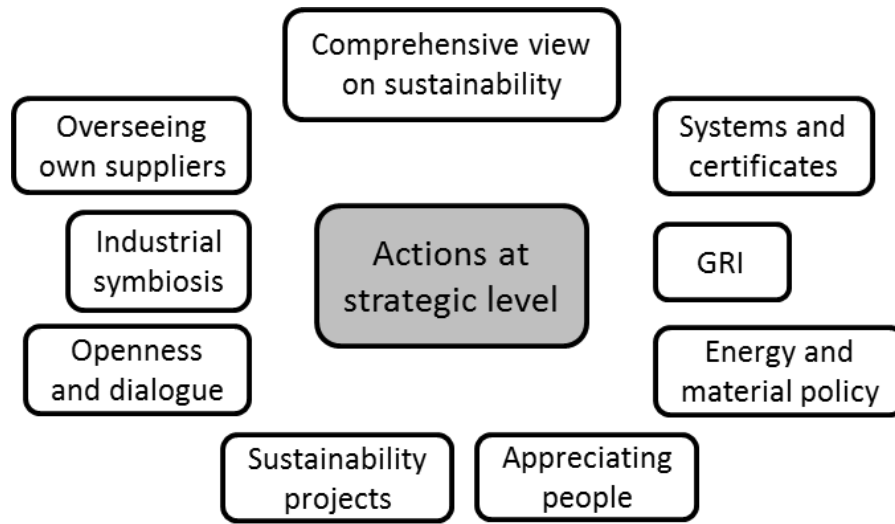 Comprehensive view
on sustainability
Overseeing
own suppliers
Systems and
certificates
Industrial
symbiosis
Actions at
strategic level
GRI
Openness
and dialogue
Energy and
material policy
Sustainability
projects
Appreciating
people